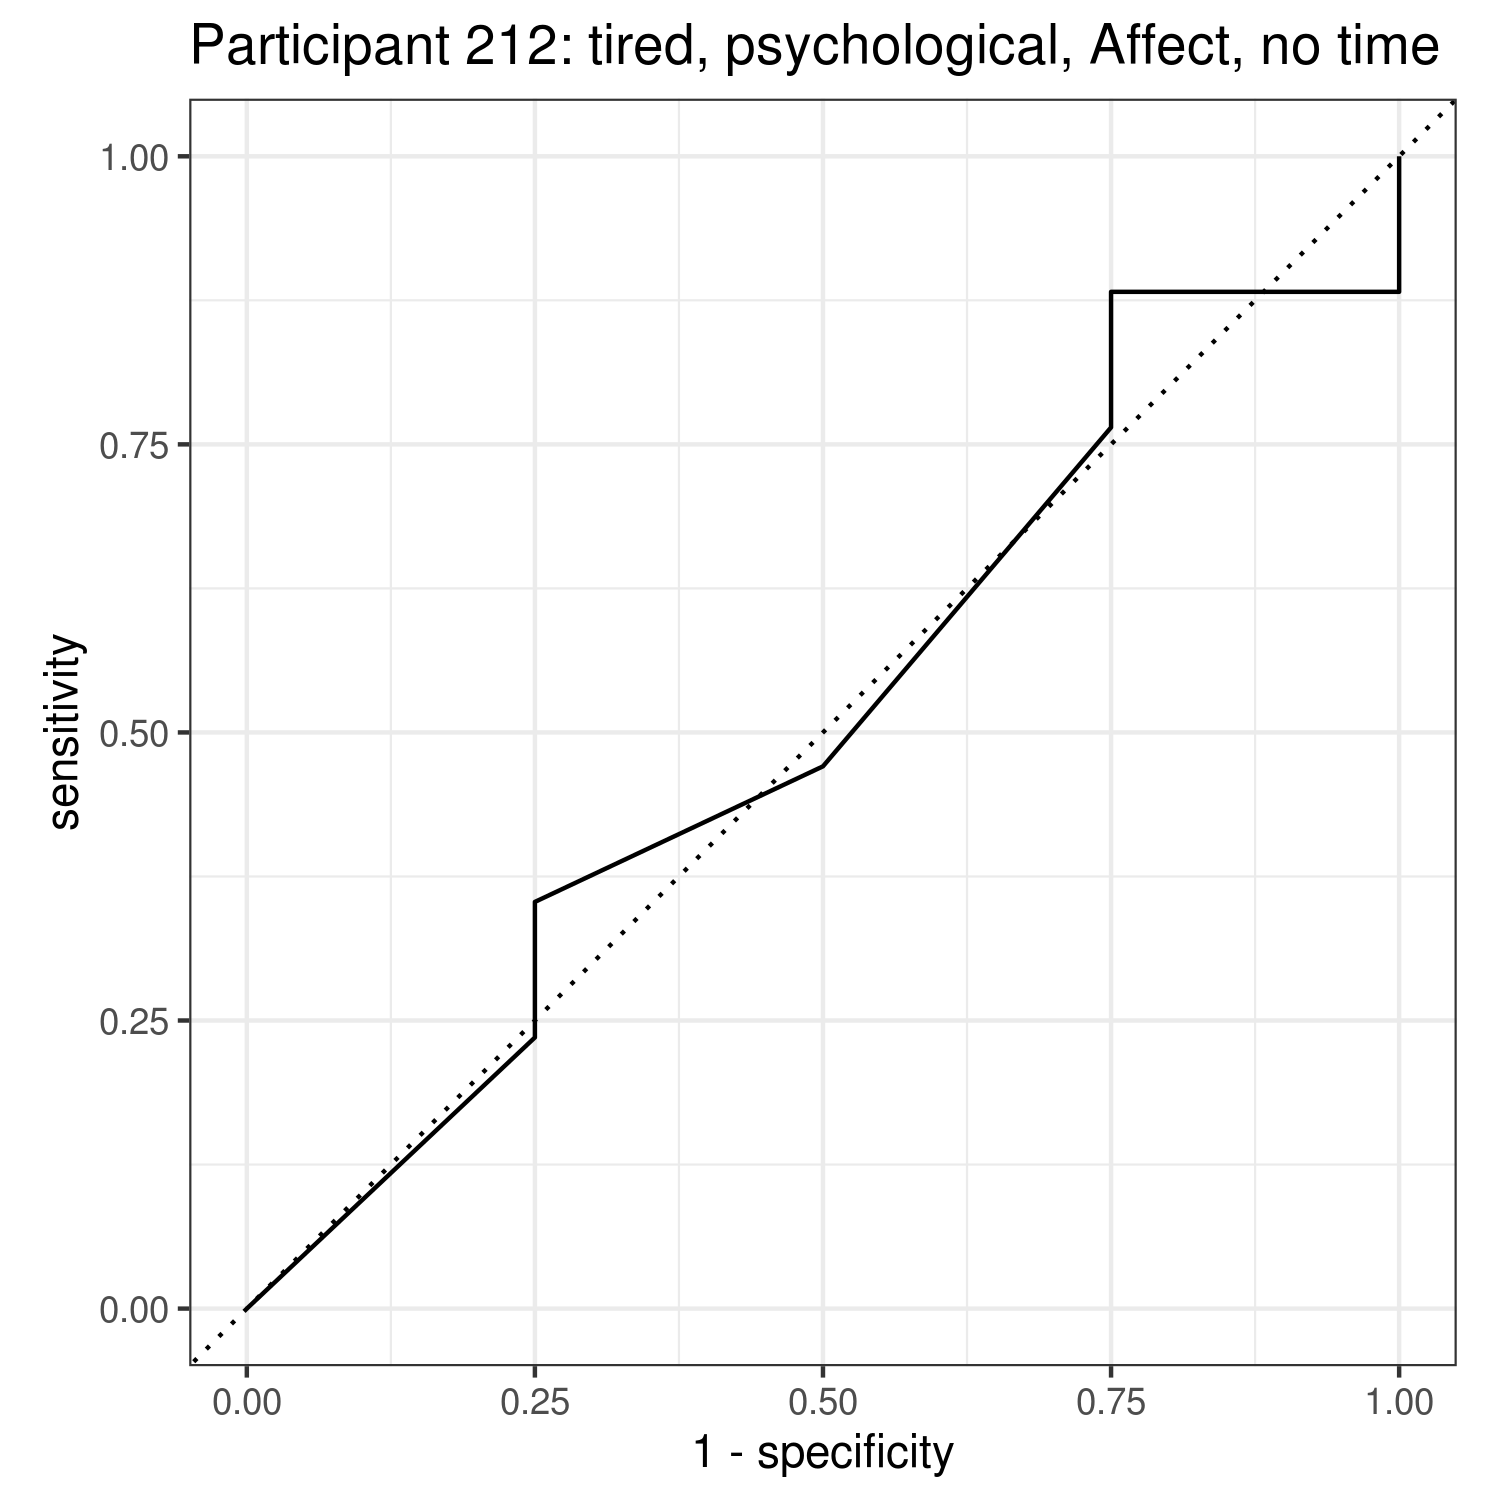 Participant 212: tired, psychological, Affect, no time
1.00
0.75
0.50
0.25
0.00
sensitivity
0.00 0.25 0.50 0.75 1.00
1 - specificity